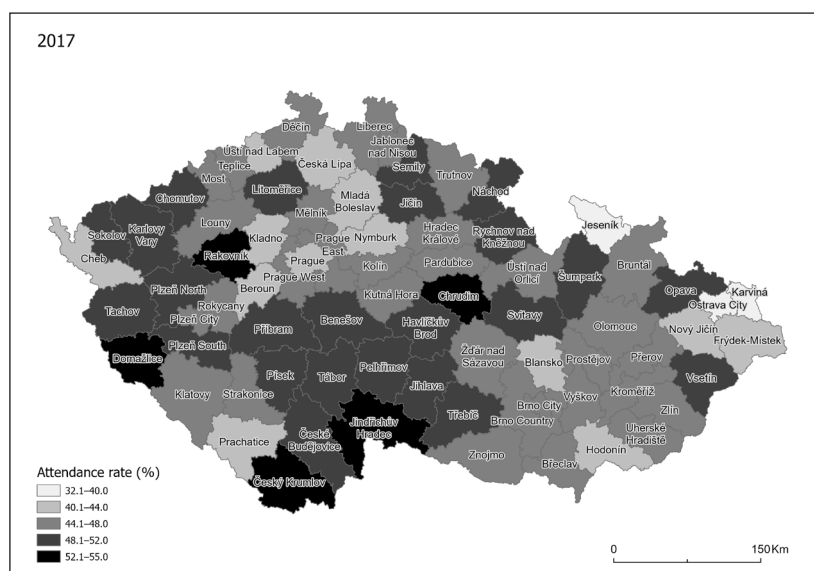 2017
Děčín
Liberec
Ústí nad Labem
Jablonec
nad Nisou
Teplice
Česká Lípa
Semily
Most
Trutnov
Chomutov
Litoměřice
Mladá
Boleslav
Jičín
Náchod
Jeseník
Louny
Mělník
Sokolov
Karlovy
Vary
Hradec
Králové
Rychnov nad
Kněžnou
Kladno
Prague
East
Nymburk
Cheb
Rakovník
Prague
Bruntál
Pardubice
Ústí nad
Orlicí
Šumperk
Kolín
Prague West
Opava
Karviná
Plzeň North
Beroun
Ostrava City
Rokycany
Kutná Hora
Chrudim
Tachov
Plzeň City
Svitavy
Příbram
Benešov
Havlíčkův
Brod
Olomouc
Nový Jičín
Frýdek-Místek
Plzeň South
Domažlice
Žďár nad
Sázavou
Blansko
Prostějov
Přerov
Pelhřimov
Písek
Tábor
Jihlava
Vsetín
Klatovy
Strakonice
Kroměříž
Vyškov
Brno City
Zlín
Třebíč
Brno Country
Jindřichův
Hradec
Uherské
Hradiště
České
Budějovice
Prachatice
Hodonín
Znojmo
Břeclav
Český Krumlov
Attendance rate (%)
32.1–40.0
40.1–44.0
44.1–48.0
48.1–52.0
52.1–55.0
0 150 Km